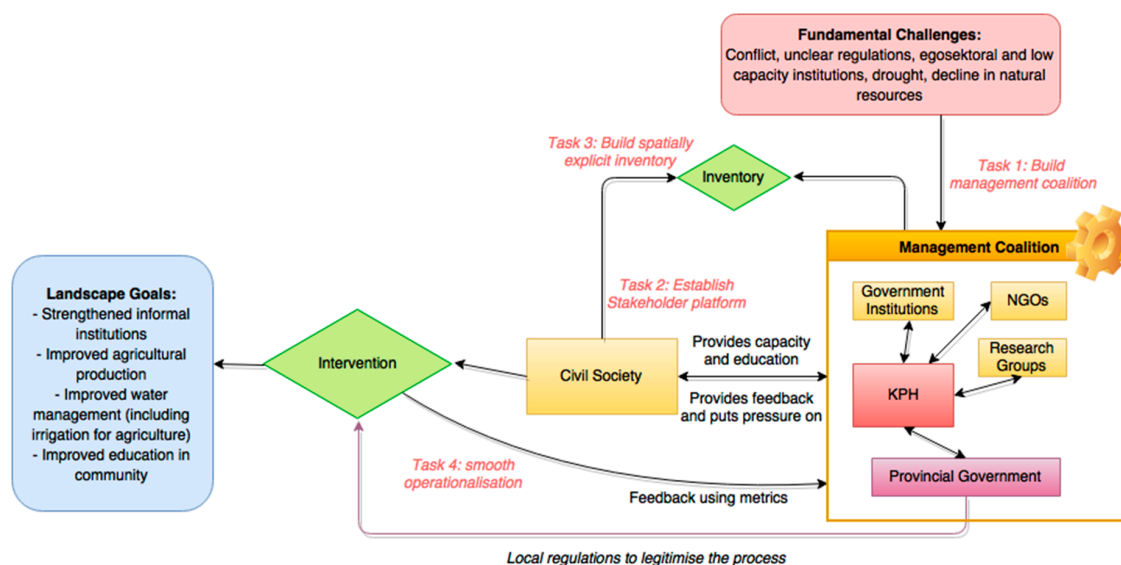 Fundamental Challenges:
Conflict, unclear regulations, egosektoral and low
capacity institutions, drought, decline in natural
resources
Task 3: Build spatially
explicit inventory
Inventory
Task 1: Build
management coalition
Management Coalition
Landscape Goals:
- Strengthened informal
institutions
- Improved agricultural
production
- Improved water
management (including
irrigation for agriculture)
- Improved education in
community
Intervention
Task 2: Establish
Stakeholder platform
Civil Society
Provides capacity
and education
Provides feedback
and puts pressure on
Government
Institutions
NGOs
Research
Groups
KPH
Provincial Government
Task 4: smooth
operationalisation
Feedback using metrics
Local regulations to legitimise the process